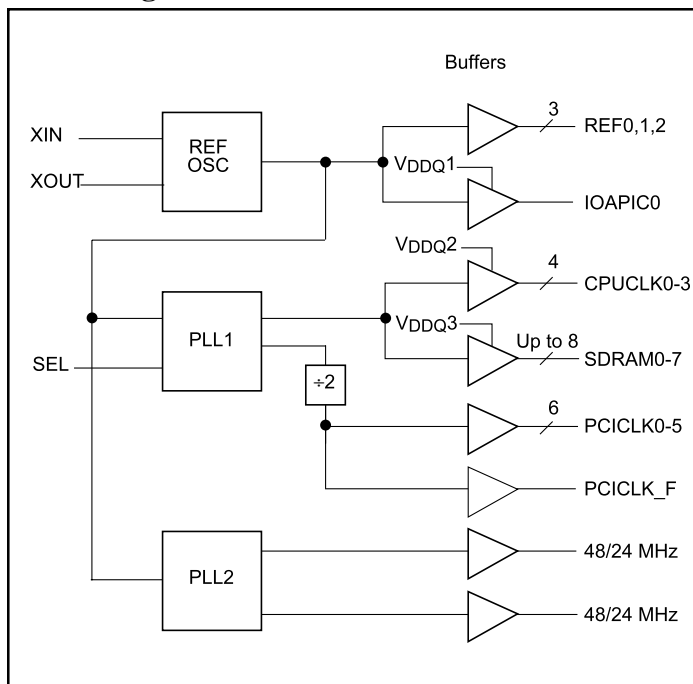 Buffers
XIN
XOUT
REF
OSC
3
REF0,1,2
VDDQ1
IOAPIC0
VDDQ2
4
CPUCLK0-3
PLL1
VDDQ3
Up to 8
SDRAM0-7
SEL
÷2
6
PCICLK0-5
PCICLK_F
PLL2
48/24 MHz
48/24 MHz